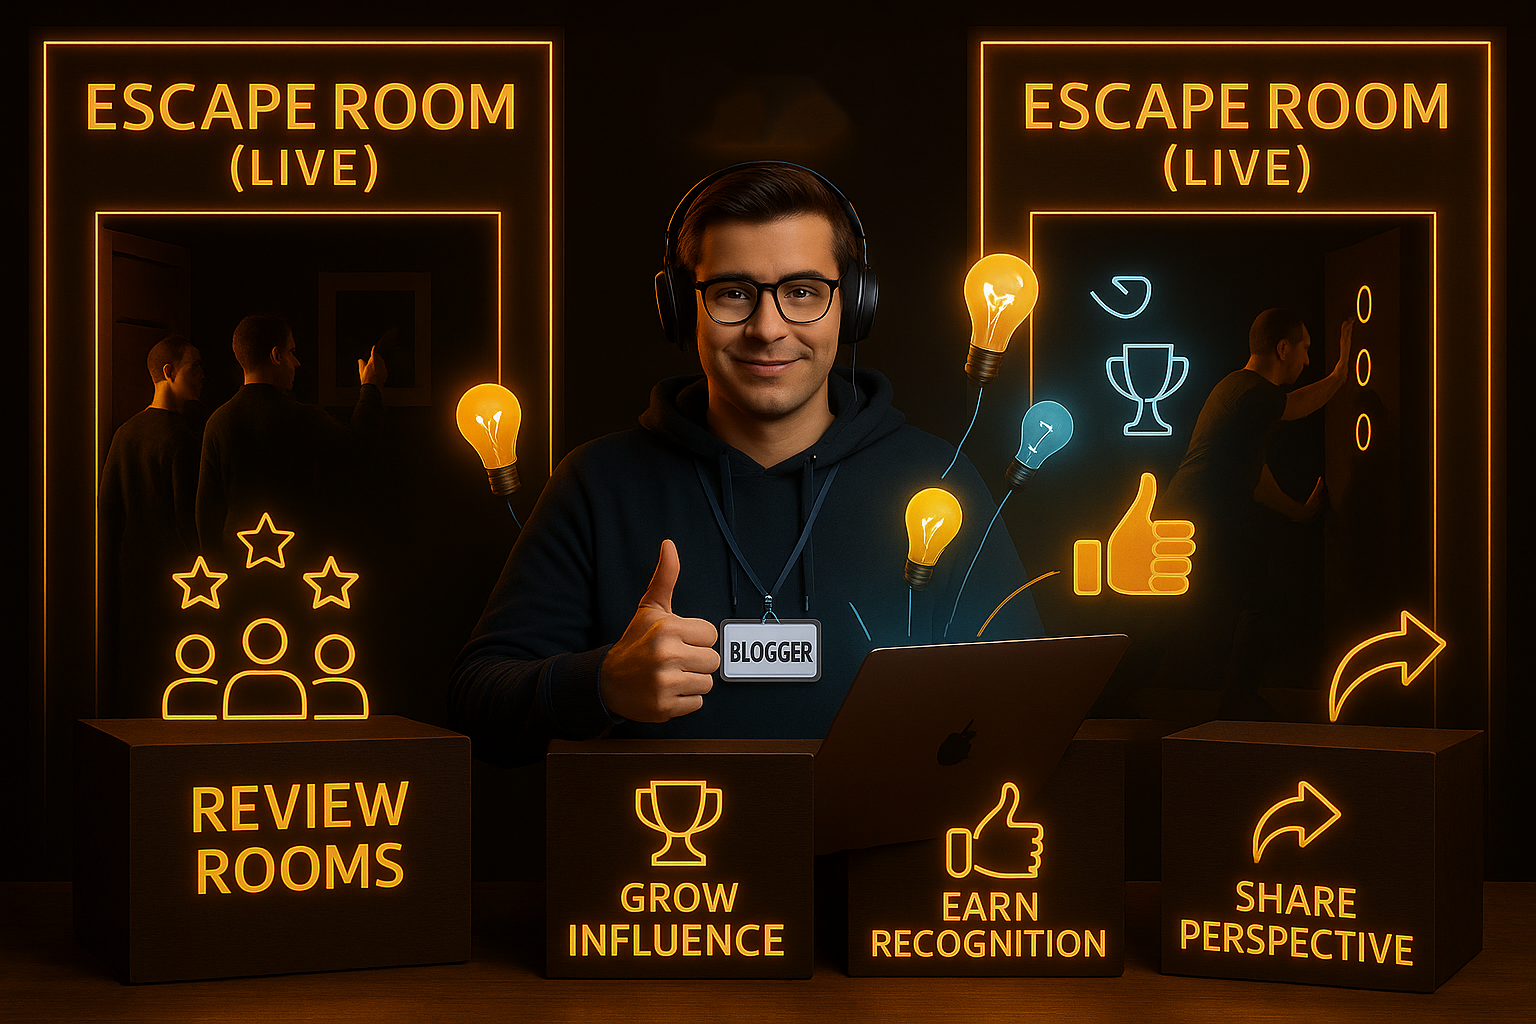 ESCAPE ROOM
(LIVE)
ESCAPE ROOM
(LIVE)
BLOGGER
REVIEW
ROOMS
GROW
INFLUENCE
EARN
RECOGNITION
SHARE
PERSPECTIVE